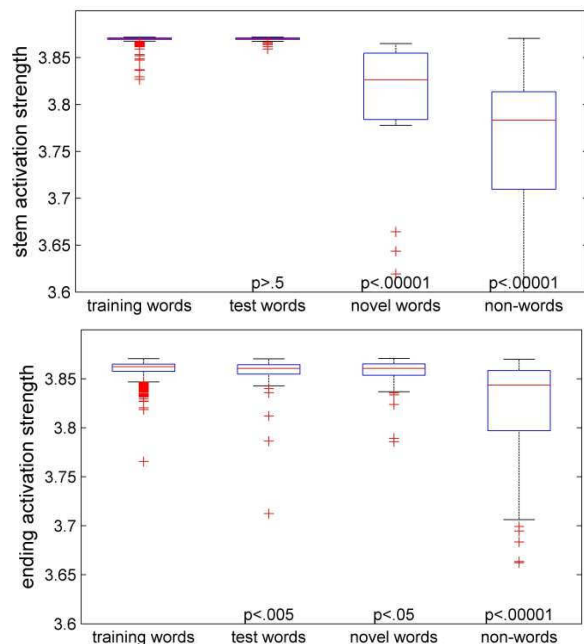 stem activation strength
3.85
3.8
3.75
3.7
3.65
3.6
p>.5 p<.00001 p<.00001
training words test words novel words non-words
ending activation strength
3.85
3.8
3.75
3.7
3.65
3.6
p<.005 p<.05 p<.00001
training words test words novel words non-words